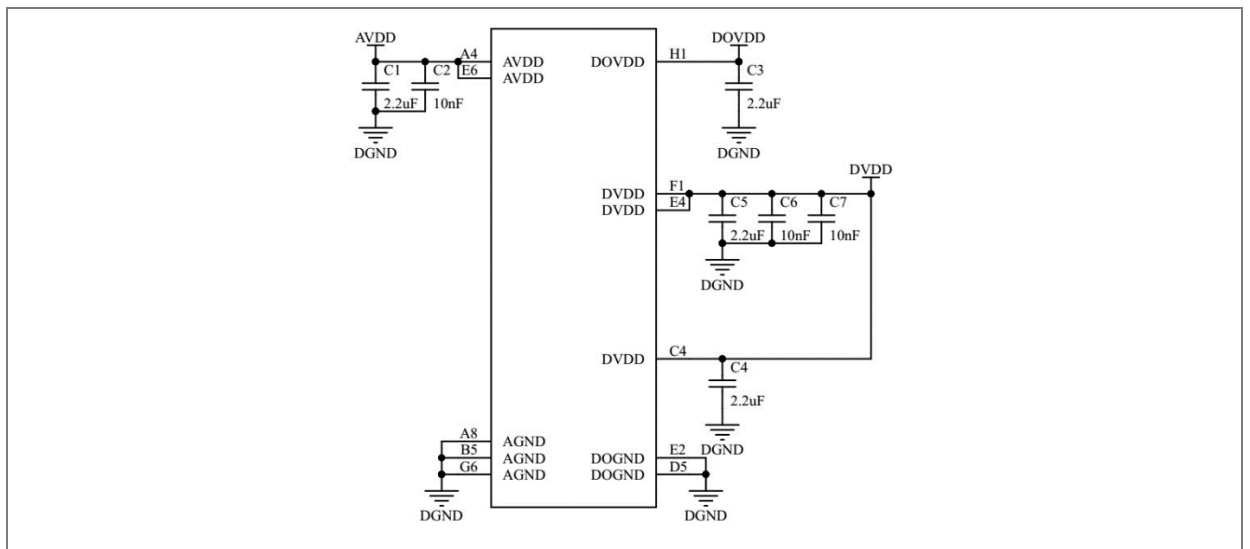 AVDD
A4 AVDD
E6 AVDD
C1 C2
2.2uF 10nF
DGND
DOVDD
DOVDD H1
C3
2.2uF
DGND
DVDD
DVDD F1
DVDD E4
C5 C6 C7
2.2uF 10nF 10nF
DGND
DVDD C4
C4
2.2uF
DGND
A8 AGND
B5 AGND
G6 AGND
DGND
DOGND E2
DOGND D5
DGND